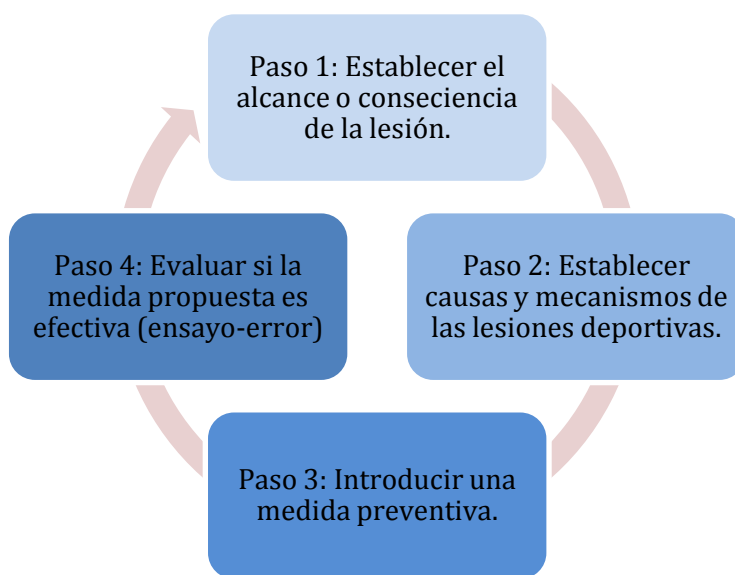 Paso 1: Establecer el
alcance o conseciencia
de la lesión.
Paso 2: Establecer
causas y mecanismos de
las lesiones deportivas.
Paso 3: Introducir una
medida preventiva.
Paso 4: Evaluar si la
medida propuesta es
efectiva (ensayo-error)